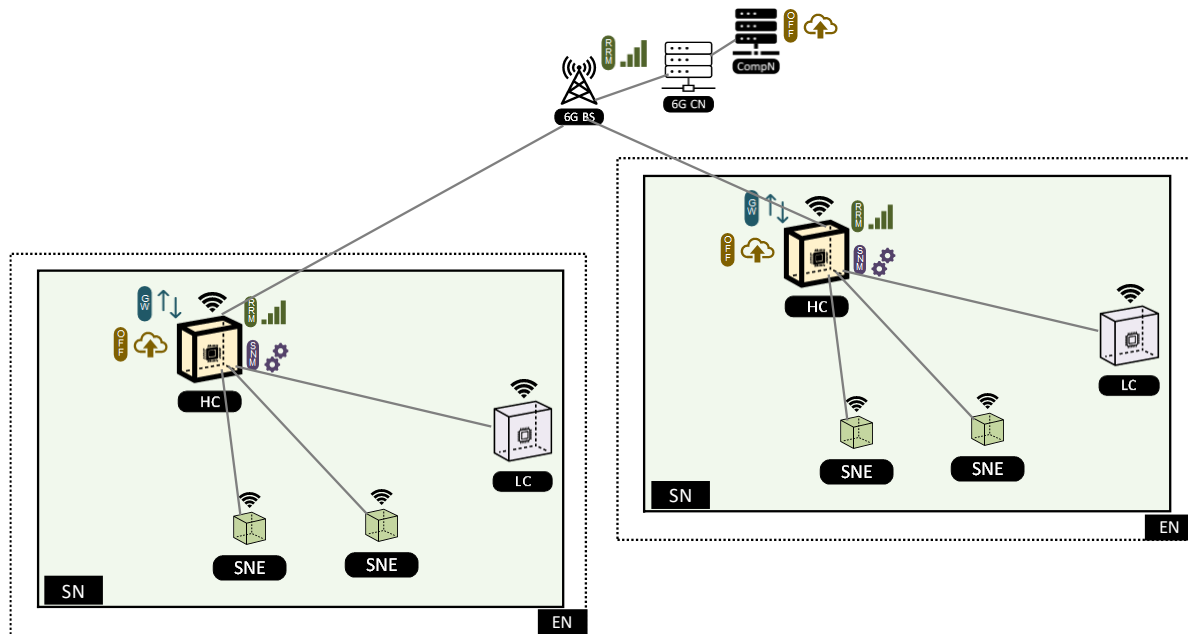 OFF
CompN
RRM
6G CN
6G BS
GW
RRM
OFF
SNM
HC
LC
SNE
SNE
SN
EN
GW
RRM
OFF
SNM
HC
LC
SNE
SNE
SN
EN